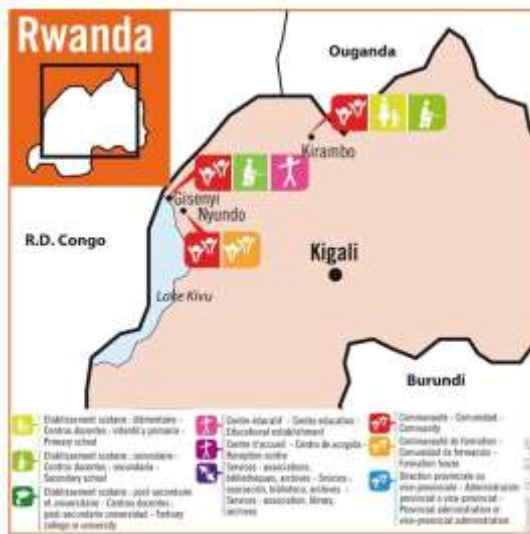 Rwanda
Ouganda
Kirambo
Gisenyi
Nyundo
R.D. Congo
Kigali
Lake Kivu
Burundi
Etablissement scolaire - élémentaire -
Centros docentes - infantil y primaria -
Primary school
Etablissement scolaire - secondaire -
Centros docentes - secundaria -
Secondary school
Etablissement scolaire - post-secondaire
et universitaire - Centros docentes -
post-secundaria universidad - Tertiary
college or university
Centre éducatif - Centro educativo -
Educational establishment
Centre d'accueil - Centro de acogida -
Reception centre
Services - associations,
bibliothèques, archives - Servicios -
asociación, biblioteca, archivos -
Services - association, library,
archives
Communauté - Comunidad -
Community
Communauté de formation -
Comunidad de formación -
Formation house
Direction provinciale ou
vice-provinciale - Administración
provincial o vice-provincial -
Provincial administration or
vice-provincial administration